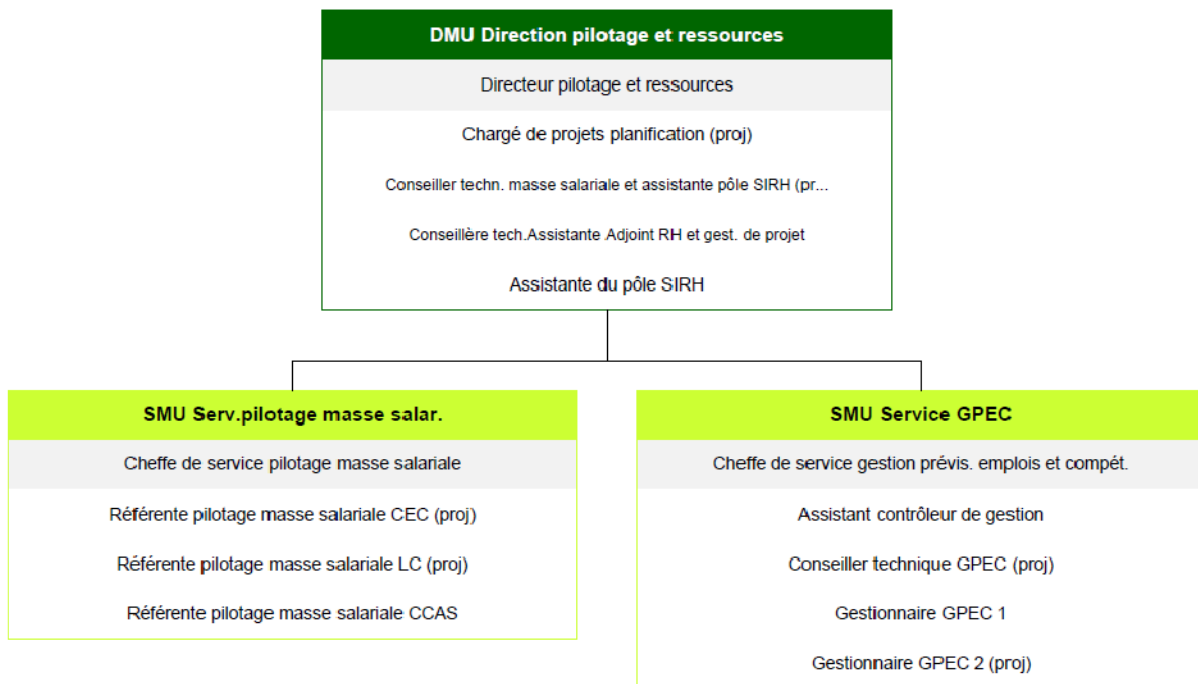 DMU Direction pilotage et ressources
Directeur pilotage et ressources
Chargé de projets planification (proj)
Conseiller techn. masse salariale et assistante pôle SIRH (pr...
Conseillère tech.Assistante Adjoint RH et gest. de projet
Assistante du pôle SIRH
SMU Serv.pilotage masse salar.
Cheffe de service pilotage masse salariale
Référente pilotage masse salariale CEC (proj)
Référente pilotage masse salariale LC (proj)
Référente pilotage masse salariale CCAS
SMU Service GPEC
Cheffe de service gestion prévis. emplois et compét.
Assistant contrôleur de gestion
Conseiller technique GPEC (proj)
Gestionnaire GPEC 1
Gestionnaire GPEC 2 (proj)